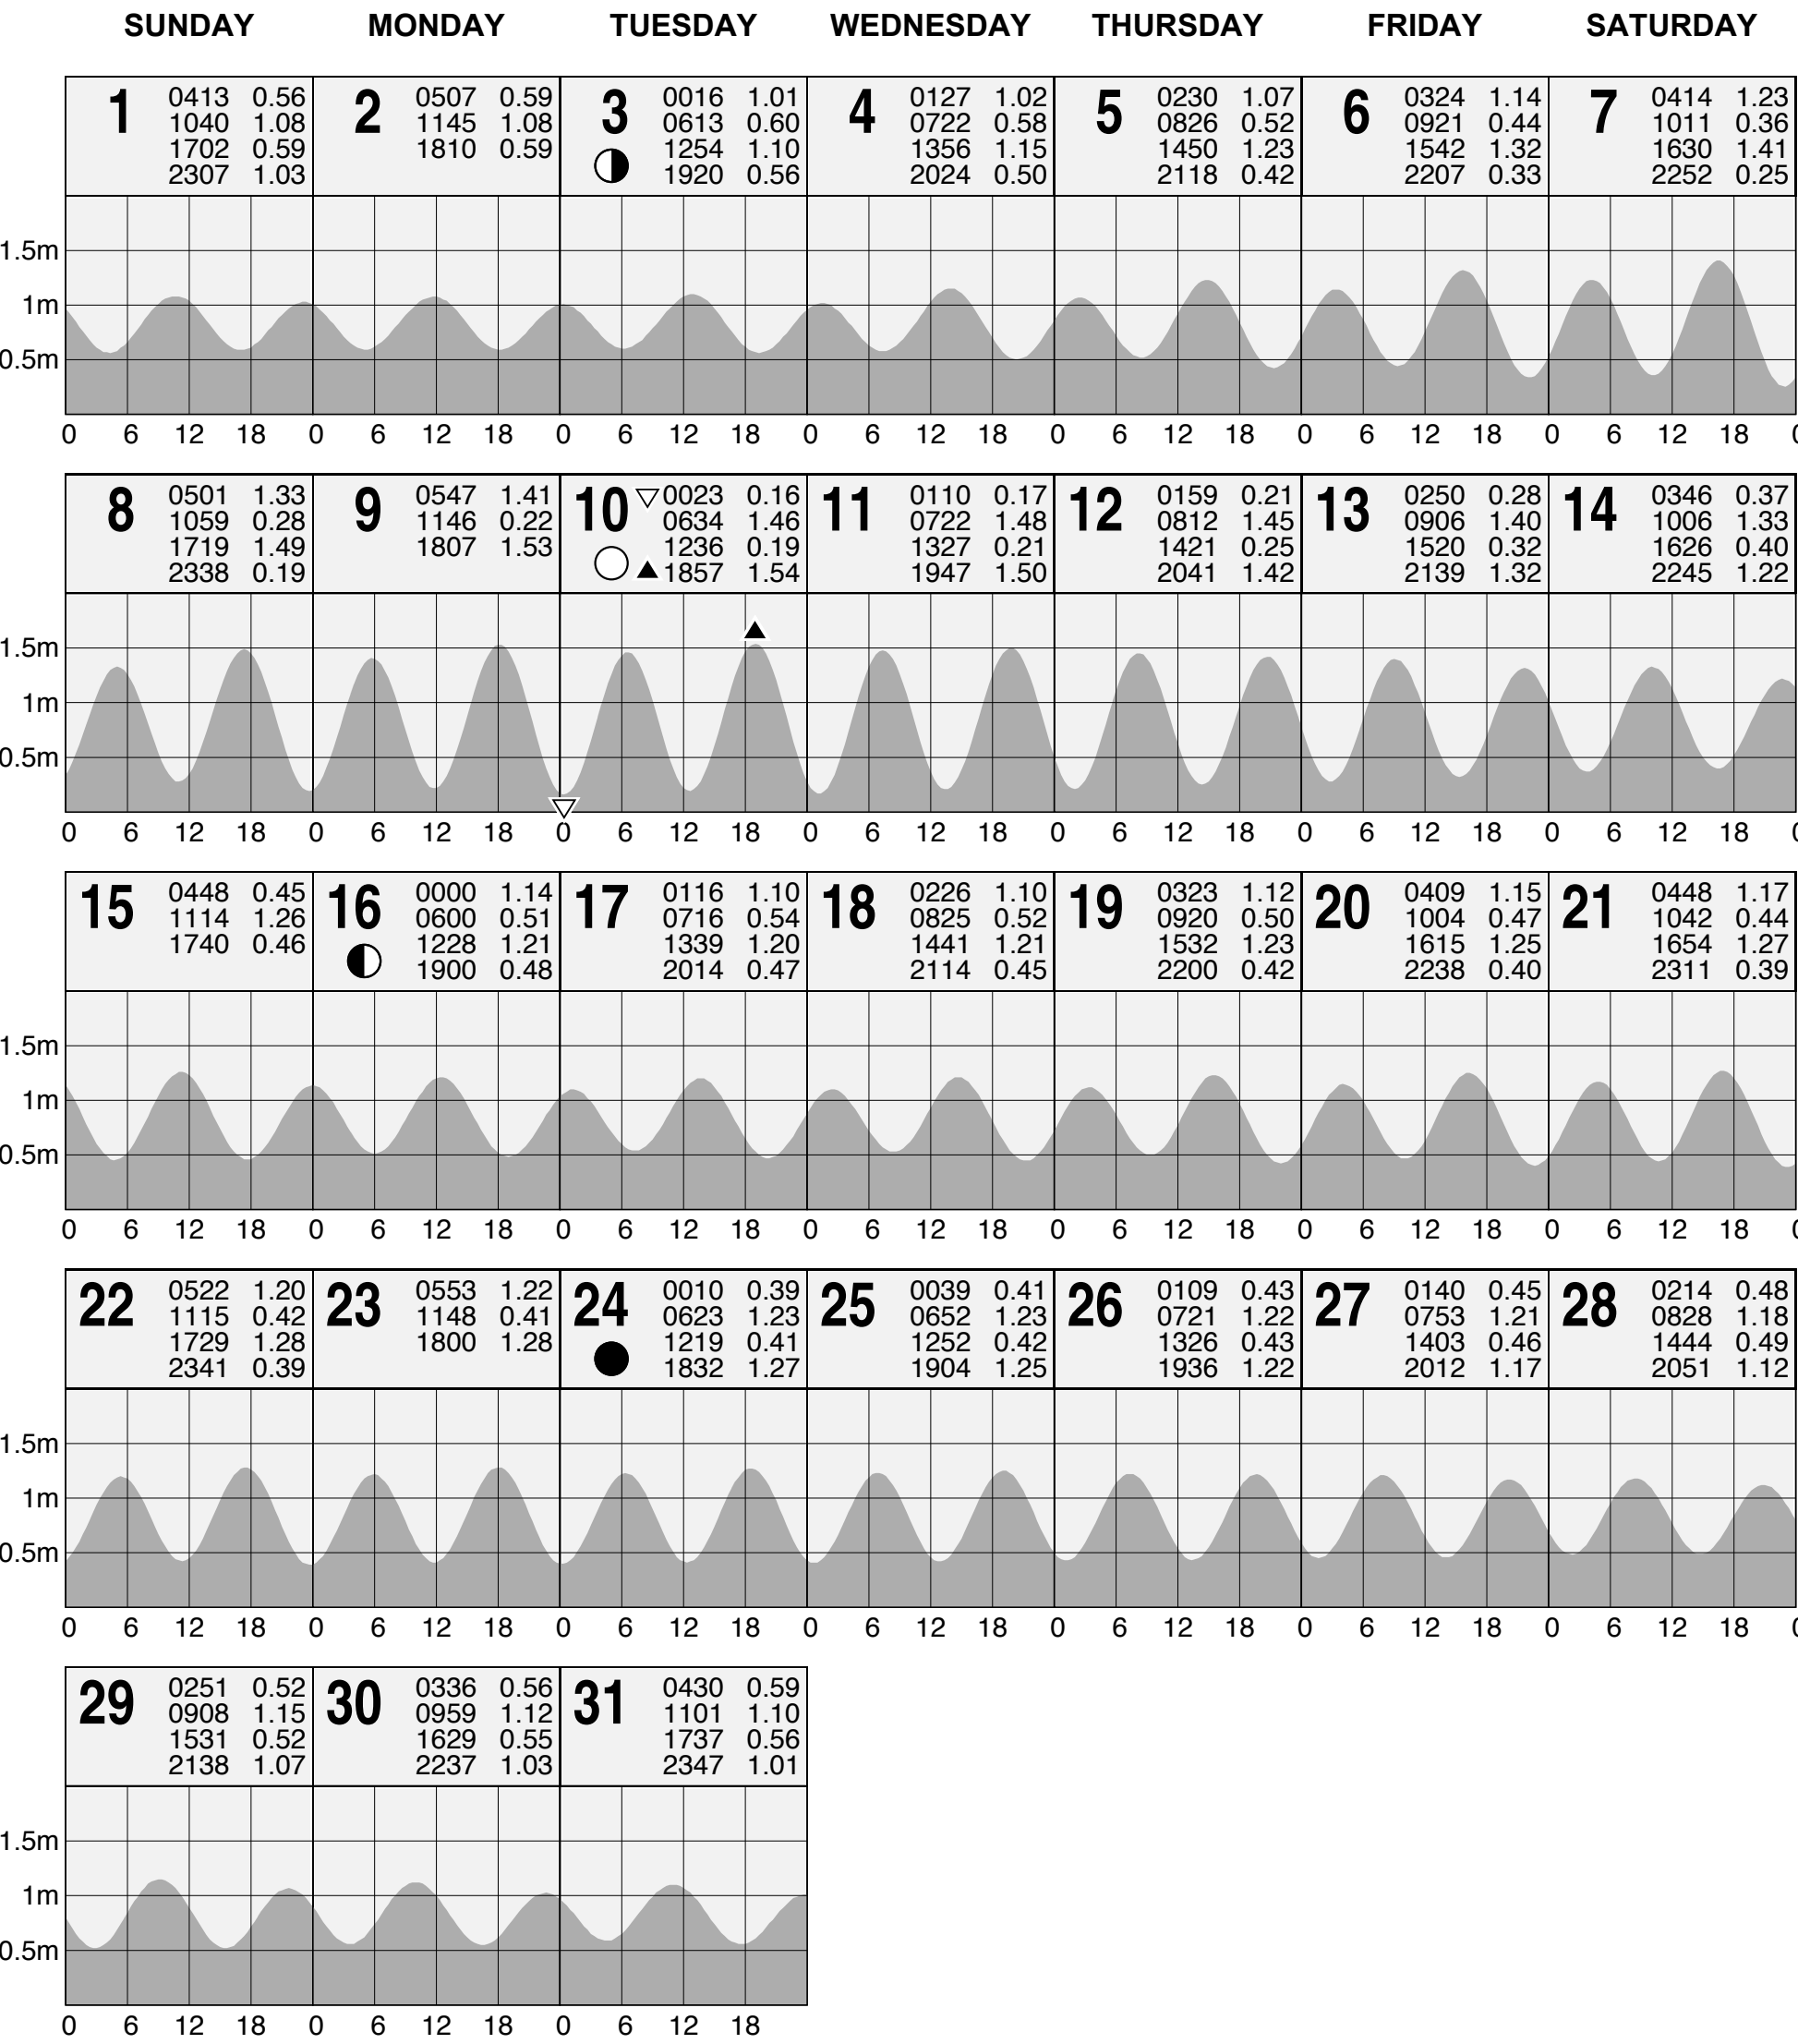 SUNDAY MONDAY TUESDAY WEDNESDAY THURSDAY FRIDAY SATURDAY
1 0413 0.56 2 0507 0.59 3 0016 1.01 4 0127 1.02 5 0230 1.07 6 0324 1.14 7 0414 1.23
1040 1.08 1145 1.08 0613 0.60 0722 0.58 0826 0.52 0921 0.44 1011 0.36
1702 0.59 1810 0.59 1254 1.10 1356 1.15 1450 1.23 1542 1.32 1630 1.41
2307 1.03 1920 0.56 2024 0.50 2118 0.42 2207 0.33 2252 0.25
1.5m
1m
0.5m
0 6 12 18 0 6 12 18 0 6 12 18 0 6 12 18 0 6 12 18 0 6 12 18 0 6 12 18 0
8 0501 1.33 9 0547 1.41 10 0023 0.16 11 0110 0.17 12 0159 0.21 13 0250 0.28 14 0346 0.37
1059 0.28 1146 0.22 0634 1.46 0722 1.48 0812 1.45 0906 1.40 1006 1.33
1719 1.49 1807 1.53 1236 0.19 1327 0.21 1421 0.25 1520 0.32 1626 0.40
2338 0.19 1857 1.54 1947 1.50 2041 1.42 2139 1.32 2245 1.22
1.5m
1m
0.5m
0 6 12 18 0 6 12 18 0 6 12 18 0 6 12 18 0 6 12 18 0 6 12 18 0 6 12 18 0
15 0448 0.45 16 0000 1.14 17 0116 1.10 18 0226 1.10 19 0323 1.12 20 0409 1.15 21 0448 1.17
1114 1.26 0600 0.51 0716 0.54 0825 0.52 0920 0.50 1004 0.47 1042 0.44
1740 0.46 1228 1.21 1339 1.20 1441 1.21 1532 1.23 1615 1.25 1654 1.27
1900 0.48 2014 0.47 2114 0.45 2200 0.42 2238 0.40 2311 0.39
1.5m
1m
0.5m
0 6 12 18 0 6 12 18 0 6 12 18 0 6 12 18 0 6 12 18 0 6 12 18 0 6 12 18 0
22 0522 1.20 23 0553 1.22 24 0010 0.39 25 0039 0.41 26 0109 0.43 27 0140 0.45 28 0214 0.48
1115 0.42 1148 0.41 0623 1.23 0652 1.23 0721 1.22 0753 1.21 0828 1.18
1729 1.28 1800 1.28 1219 0.41 1252 0.42 1326 0.43 1403 0.46 1444 0.49
2341 0.39 1832 1.27 1904 1.25 1936 1.22 2012 1.17 2051 1.12
1.5m
1m
0.5m
0 6 12 18 0 6 12 18 0 6 12 18 0 6 12 18 0 6 12 18 0 6 12 18 0 6 12 18 0
29 0251 0.52 30 0336 0.56 31 0430 0.59
0908 1.15 0959 1.12 1101 1.10
1531 0.52 1629 0.55 1737 0.56
2138 1.07 2237 1.03 2347 1.01
1.5m
1m
0.5m
0 6 12 18 0 6 12 18 0 6 12 18